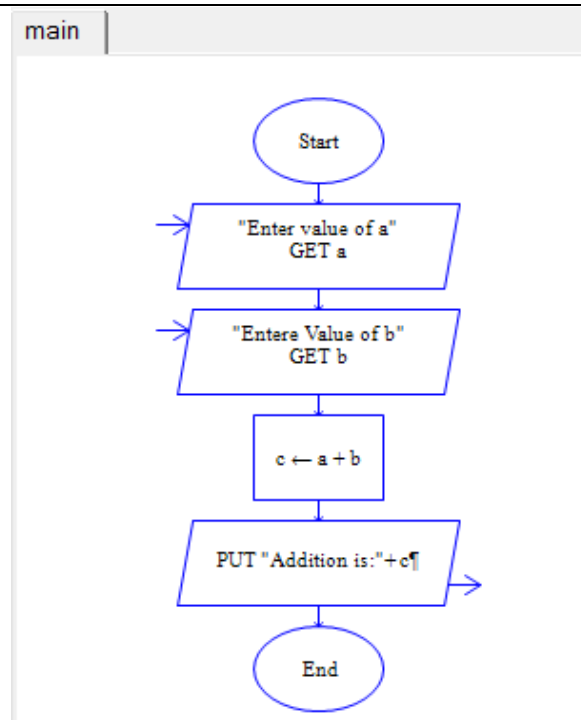 main
Start
"Enter value of a"
GET a
"Entere Value of b"
GET b
c ← a + b
PUT "Addition is:"+c¶
End